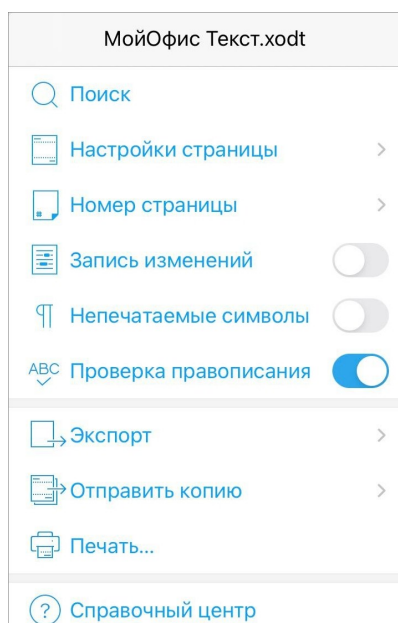 МойОфис Текст.xodt
Поиск
Настройки страницы
Номер страницы
Запись изменений
Непечатаемые символы
ABC Проверка правописания
Экспорт
Отправить копию
Печать...
? Справочный центр